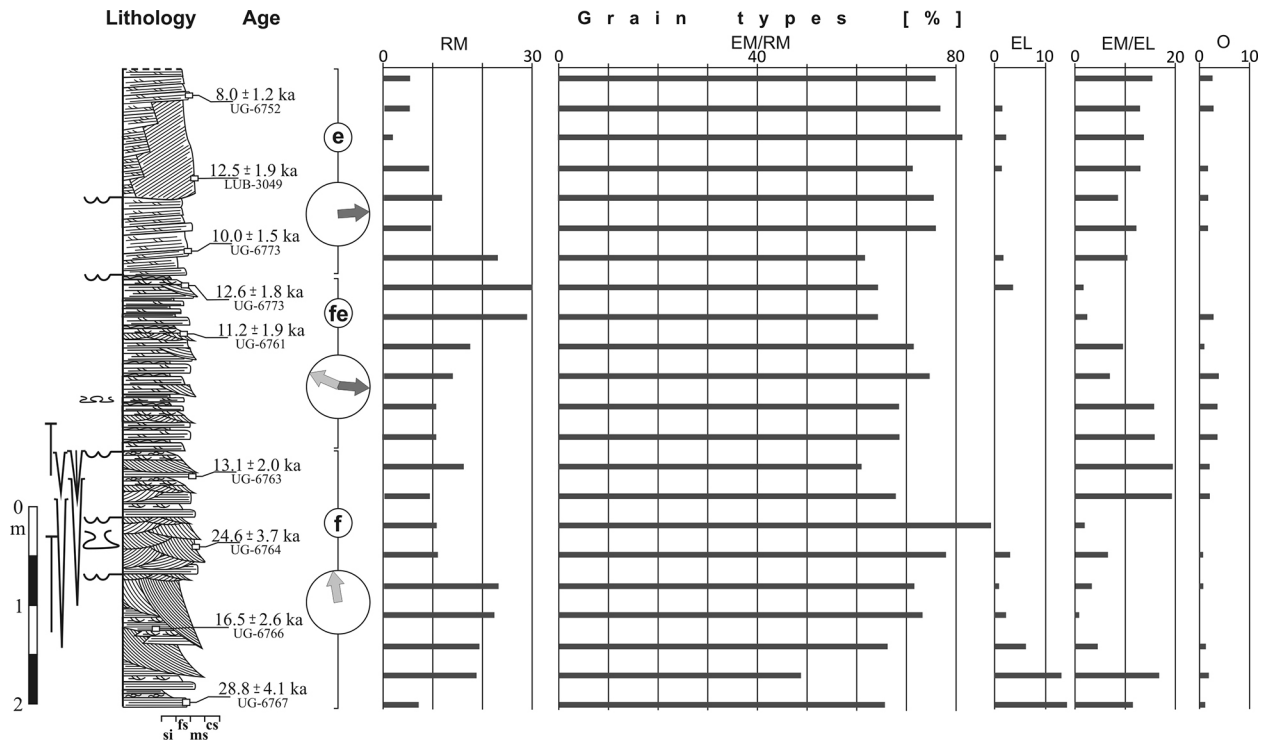 Lithology Age Grain types [%]
RM EM/RM EL EM/EL O
0 30 0 40 80 0 10 0 20 0 10
8.0 ± 1.2 ka
UG-6752
e
12.5 ± 1.9 ka
LUB-3049
10.0 ± 1.5 ka
UG-6773
12.6 ± 1.8 ka
UG-6773
fe
11.2 ± 1.9 ka
UG-6761
13.1 ± 2.0 ka
UG-6763
0
m
f
24.6 ± 3.7 ka
UG-6764
1
16.5 ± 2.6 ka
UG-6766
28.8 ± 4.1 ka
UG-6767
2
fs cs
si ms